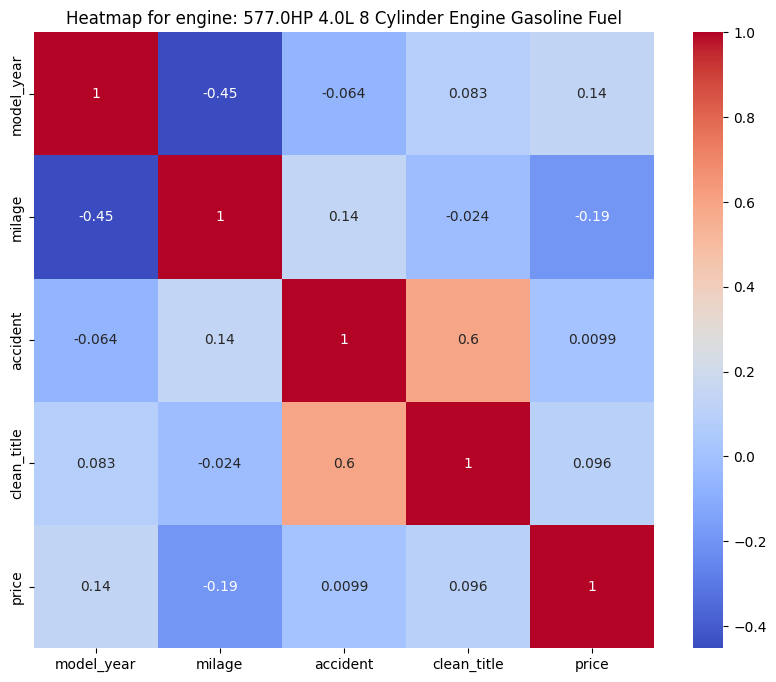 Heatmap for engine: 577.0HP 4.0L 8 Cylinder Engine Gasoline Fuel
model_year 1 -0.45 -0.064 0.083 0.14
milage -0.45 1 0.14 -0.024 -0.19
accident -0.064 0.14 1 0.6 0.0099
clean_title 0.083 -0.024 0.6 1 0.096
price 0.14 -0.19 0.0099 0.096 1
model_year milage accident clean_title price
1.0
0.8
0.6
0.4
0.2
0.0
−0.2
−0.4